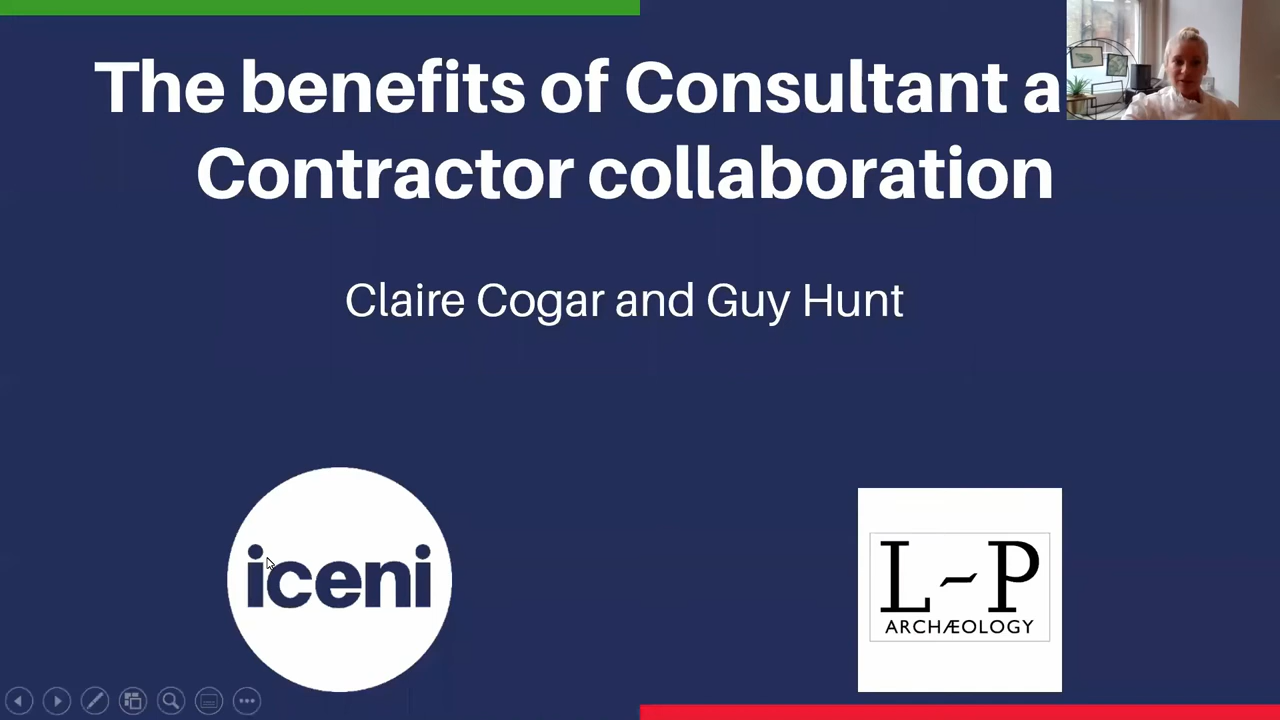 The benefits of Consultant a
Contractor collaboration
Claire Cogar and Guy Hunt
iceni
L~P
ARCHÆOLOGY